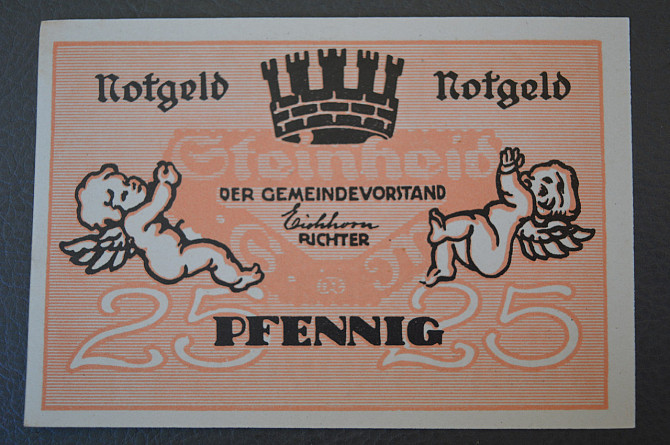 Notgeld Notgeld
Steinheid
DER GEMEINDEVORSTAND
Eichhorn
RICHTER
25 PFENNIG 25